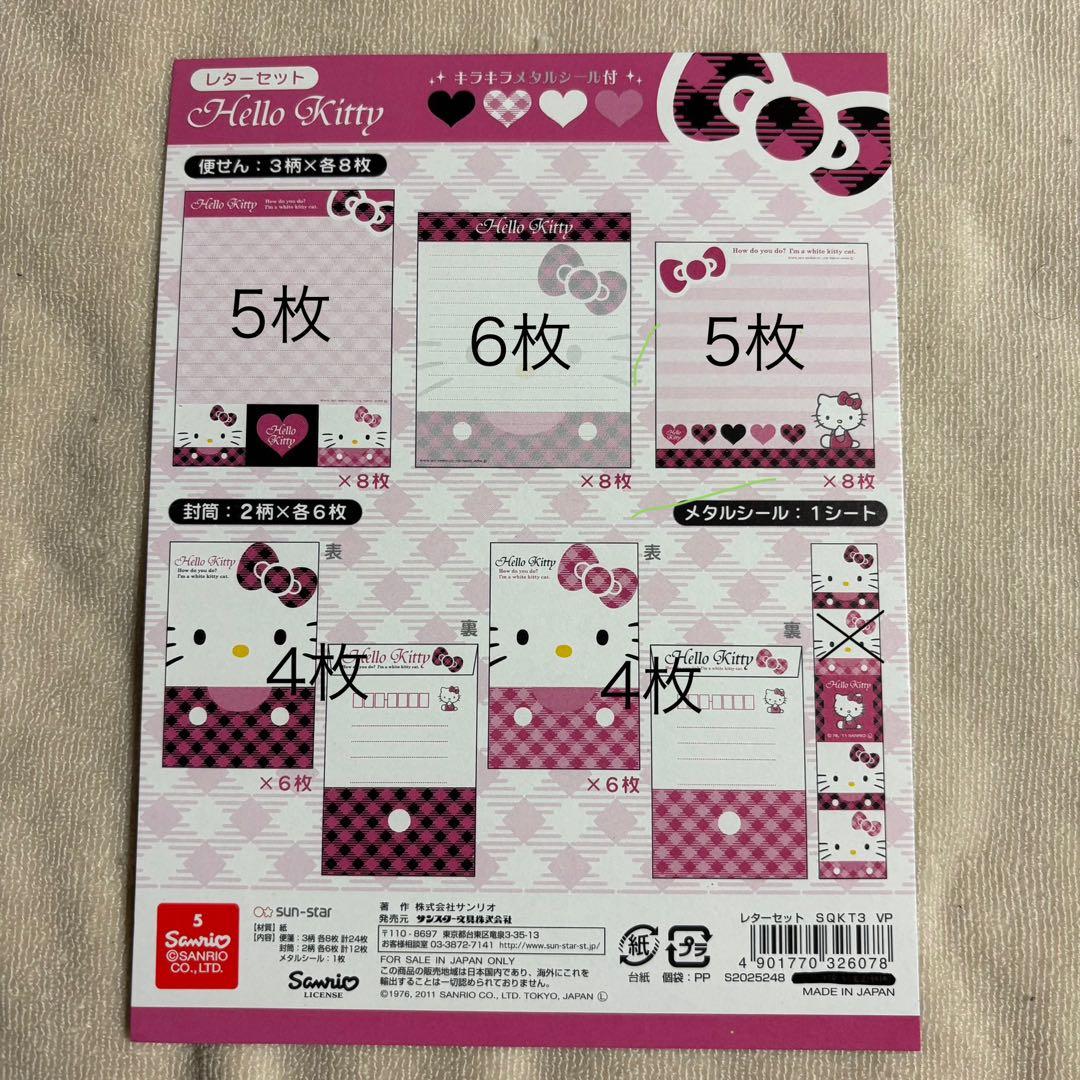 レターセット
Hello Kitty
キラキラメタルシール付
便せん：3柄×各8枚
Hello Kitty
How do you do?
I'm a white kitty cat.
5枚
Hello Kitty
×8枚
Hello Kitty
6枚
×8枚
How do you do? I'm a white kitty cat.
5枚
Hello Kitty
×8枚
封筒：2柄×各6枚
メタルシール：1シート
表
Hello Kitty
How do you do?
I'm a white kitty cat.
裏
Hello Kitty
4枚
×6枚
表
Hello Kitty
How do you do?
I'm a white kitty cat.
裏
Hello Kitty
4枚
×6枚
Hello Kitty
©'76,'11 SANRIO Ⓛ
5
Sanrio
©SANRIO
CO., LTD.
sun-star
【材質】紙
【内容】便箋：3柄 各8枚 計24枚
封筒：2柄 各6枚 計12枚
メタルシール：1枚
Sanrio
LICENSE
著 作 株式会社サンリオ
発売元 サンスター文具株式会社
〒110-8697 東京都台東区竜泉3-35-13
お客様相談室 03-3872-7141 http://www.sun-star-st.jp/
FOR SALE IN JAPAN ONLY
この商品の販売地域は日本国内であり、海外にこれを
輸出することは一切認められておりません。
©1976, 2011 SANRIO CO., LTD. TOKYO, JAPAN Ⓛ
紙
台紙
プラ
個袋：PP
レターセット SQKT3 VP
4901770326078
S2025248
MADE IN JAPAN